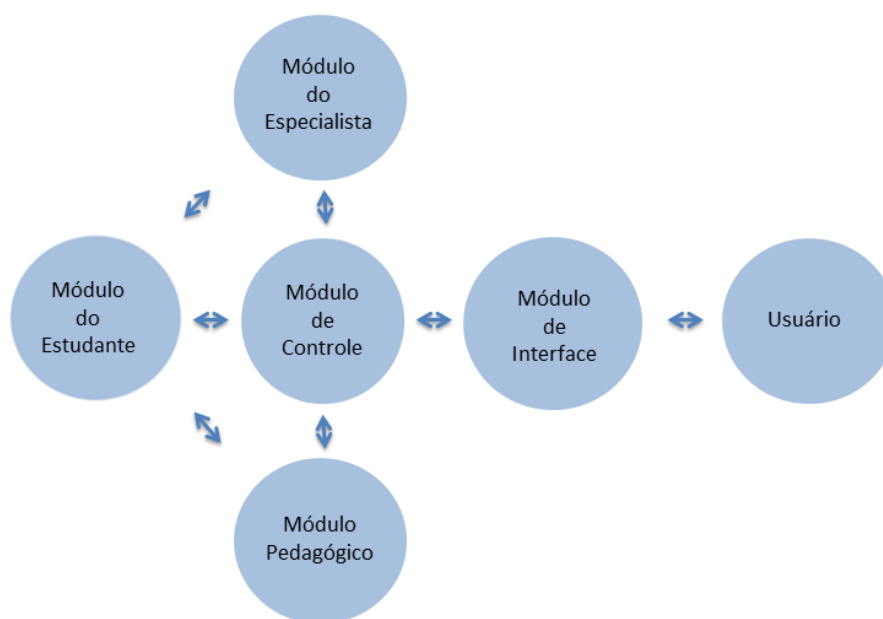 Módulo
do
Especialista
Módulo
do
Estudante
Módulo
de
Controle
Módulo
de
Interface
Usuário
Módulo
Pedagógico